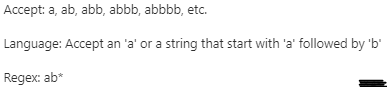 Accept: a, ab, abb, abbb, abbbb, etc.
Language: Accept an 'a' or a string that start with 'a' followed by 'b'
Regex: ab*